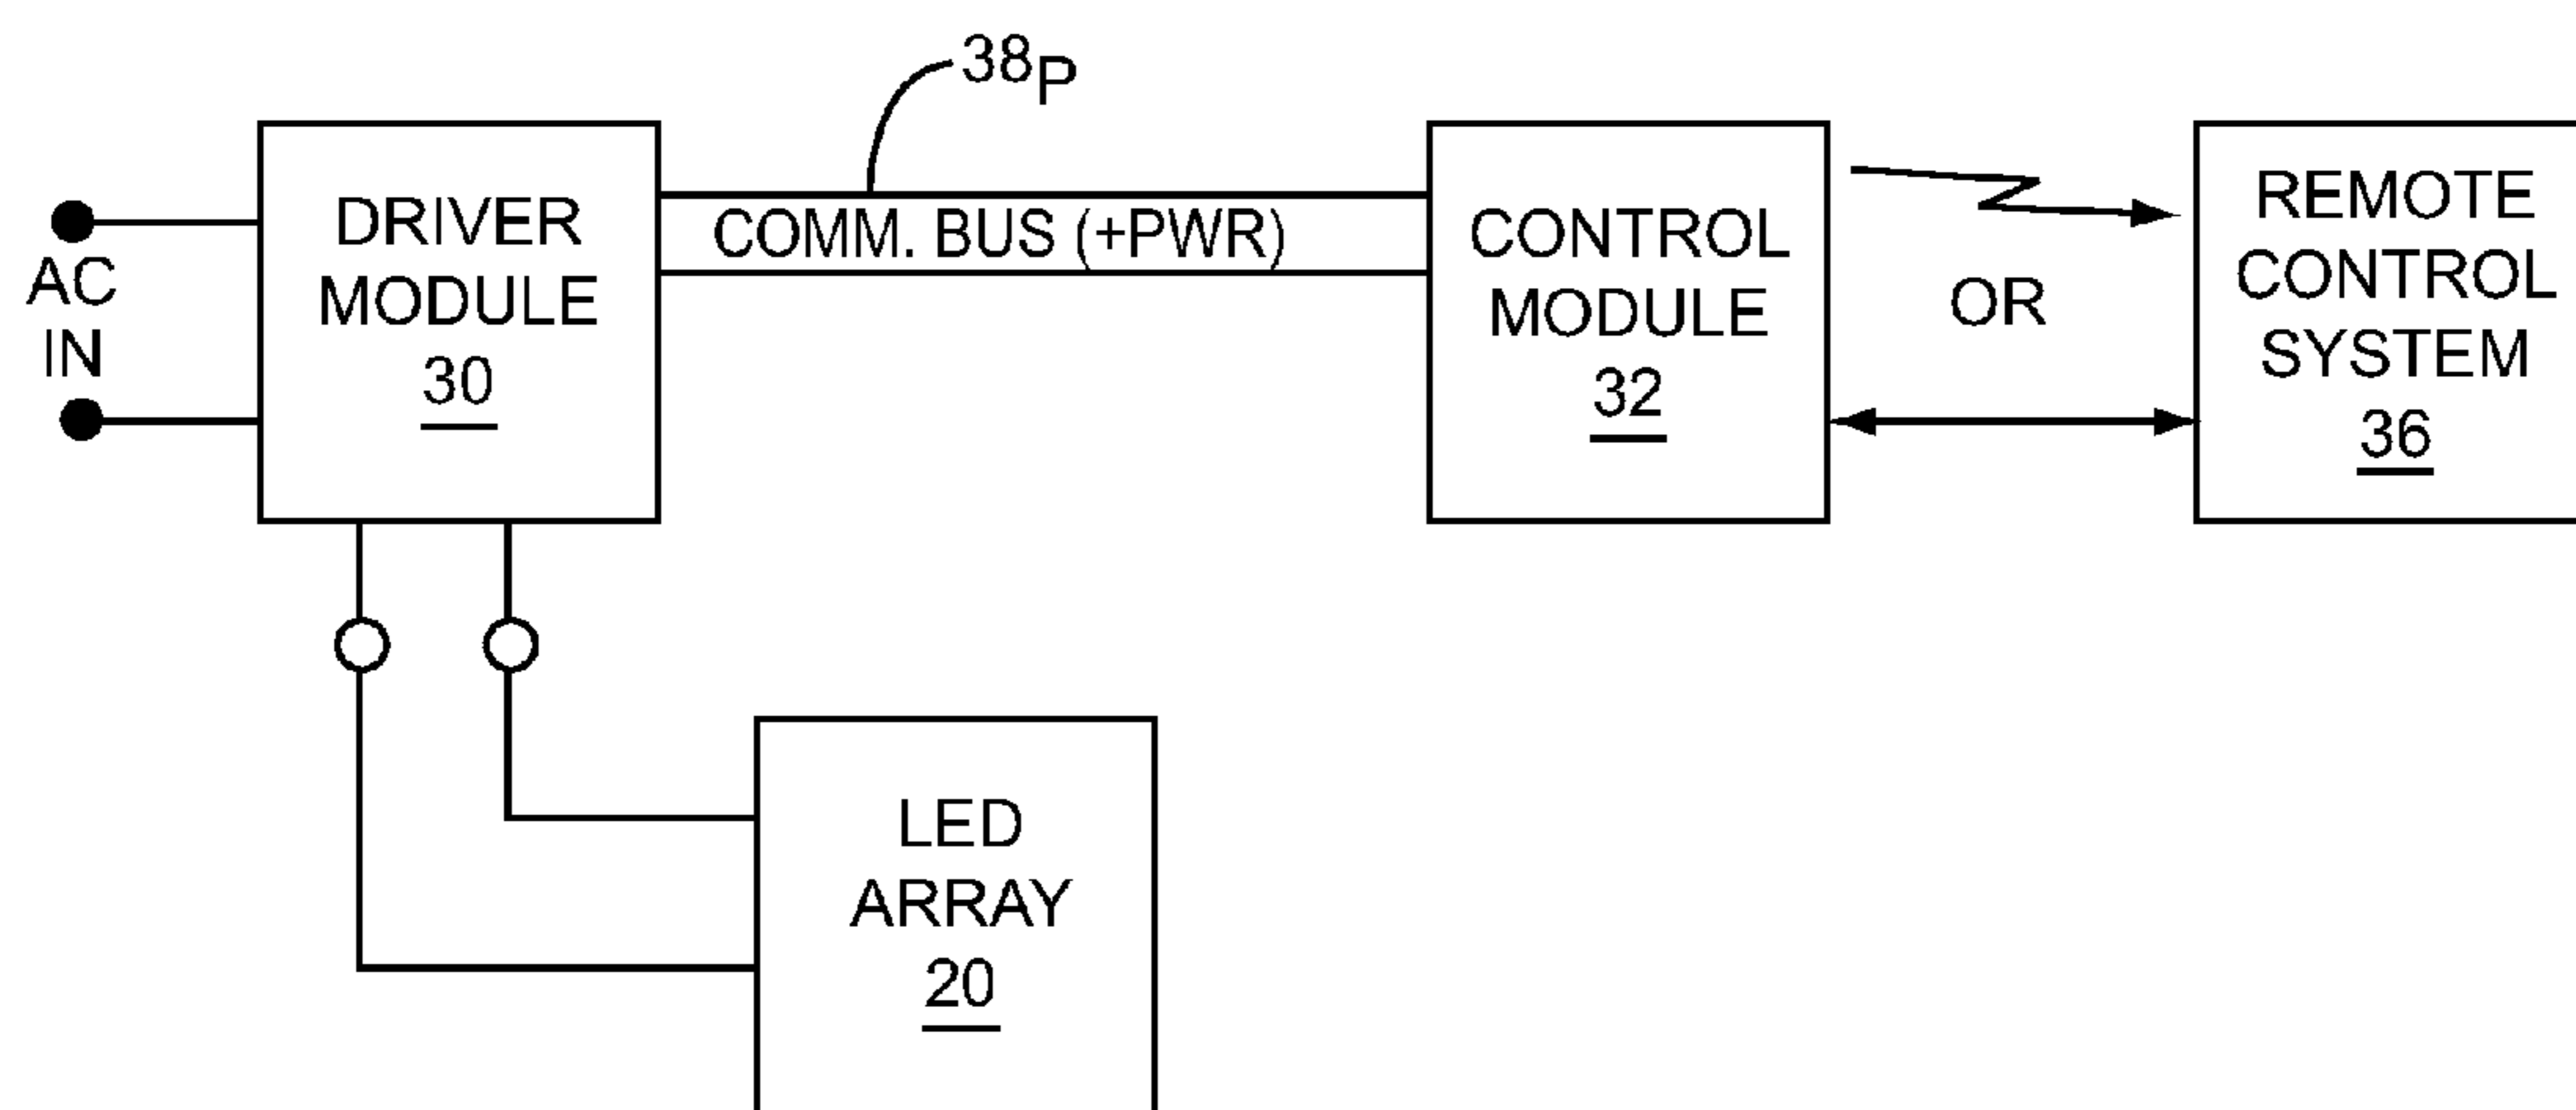 38P
AC
IN
DRIVER
MODULE
30
COMM. BUS (+PWR)
CONTROL
MODULE
32
OR
REMOTE
CONTROL
SYSTEM
36
LED
ARRAY
20